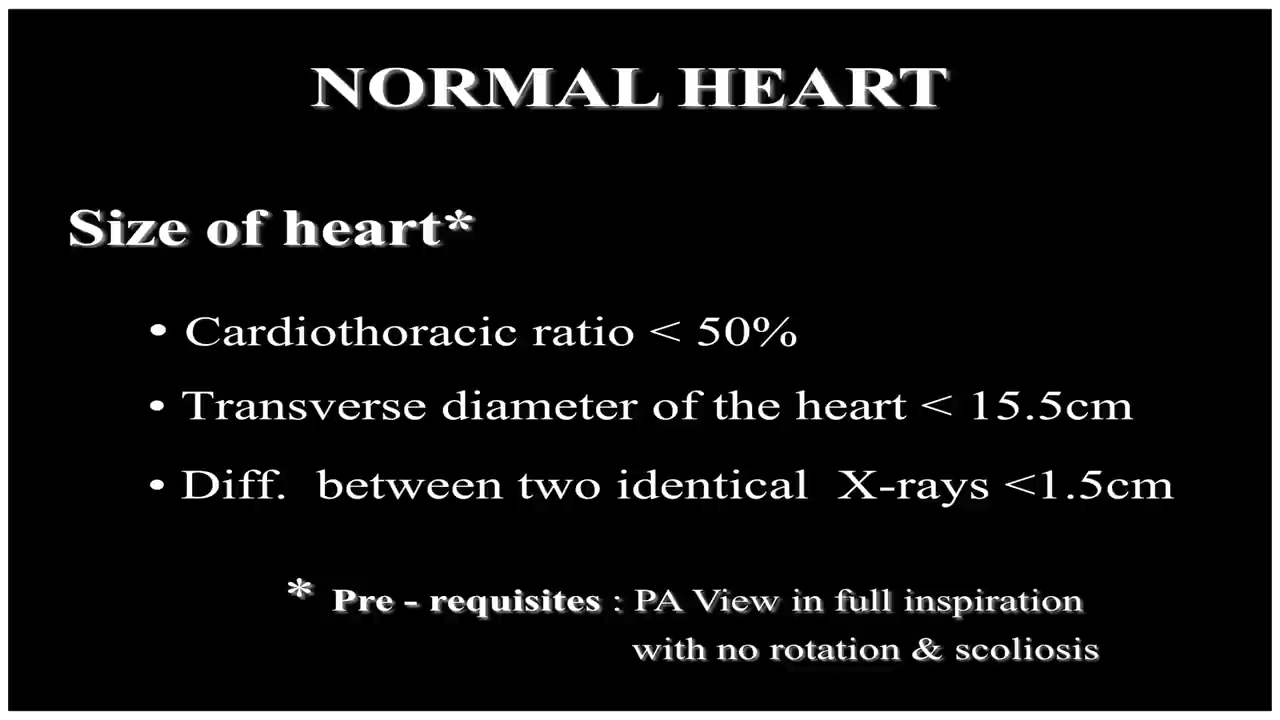 NORMAL HEART
Size of heart*
• Cardiothoracic ratio < 50%
• Transverse diameter of the heart < 15.5cm
• Diff. between two identical X-rays <1.5cm
* Pre - requisites : PA View in full inspiration
with no rotation & scoliosis